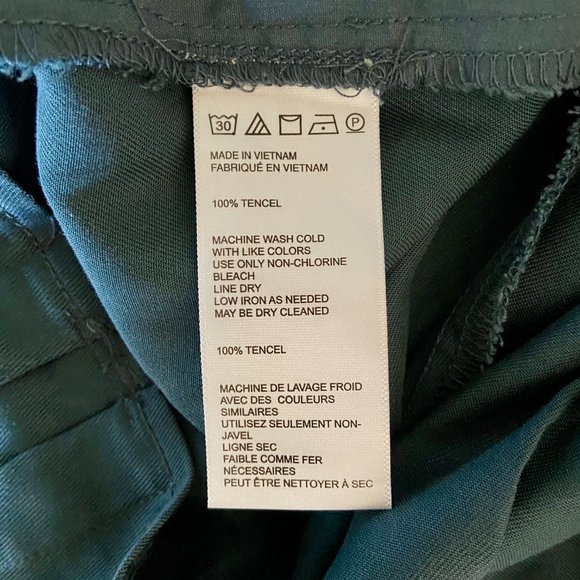 30 P
MADE IN VIETNAM
FABRIQUÉ EN VIETNAM
100% TENCEL
MACHINE WASH COLD
WITH LIKE COLORS
USE ONLY NON-CHLORINE
BLEACH
LINE DRY
LOW IRON AS NEEDED
MAY BE DRY CLEANED
100% TENCEL
MACHINE DE LAVAGE FROID
AVEC DES COULEURS
SIMILAIRES
UTILISEZ SEULEMENT NON-
JAVEL
LIGNE SEC
FAIBLE COMME FER
NÉCESSAIRES
PEUT ÊTRE NETTOYER À SEC